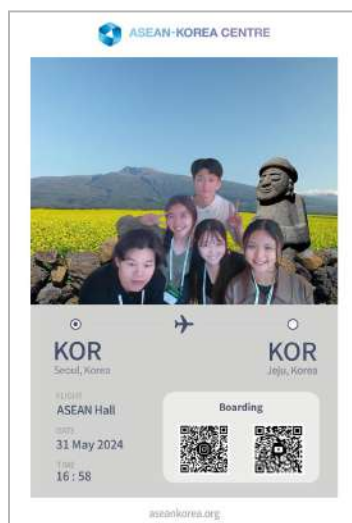 ASEAN-KOREA CENTRE
KOR
KOR
Seoul, Korea
Jeju, Korea
FLIGHT
ASEAN Hall
DATE
31 May 2024
TIME
16 : 58
Boarding
aseankorea.org